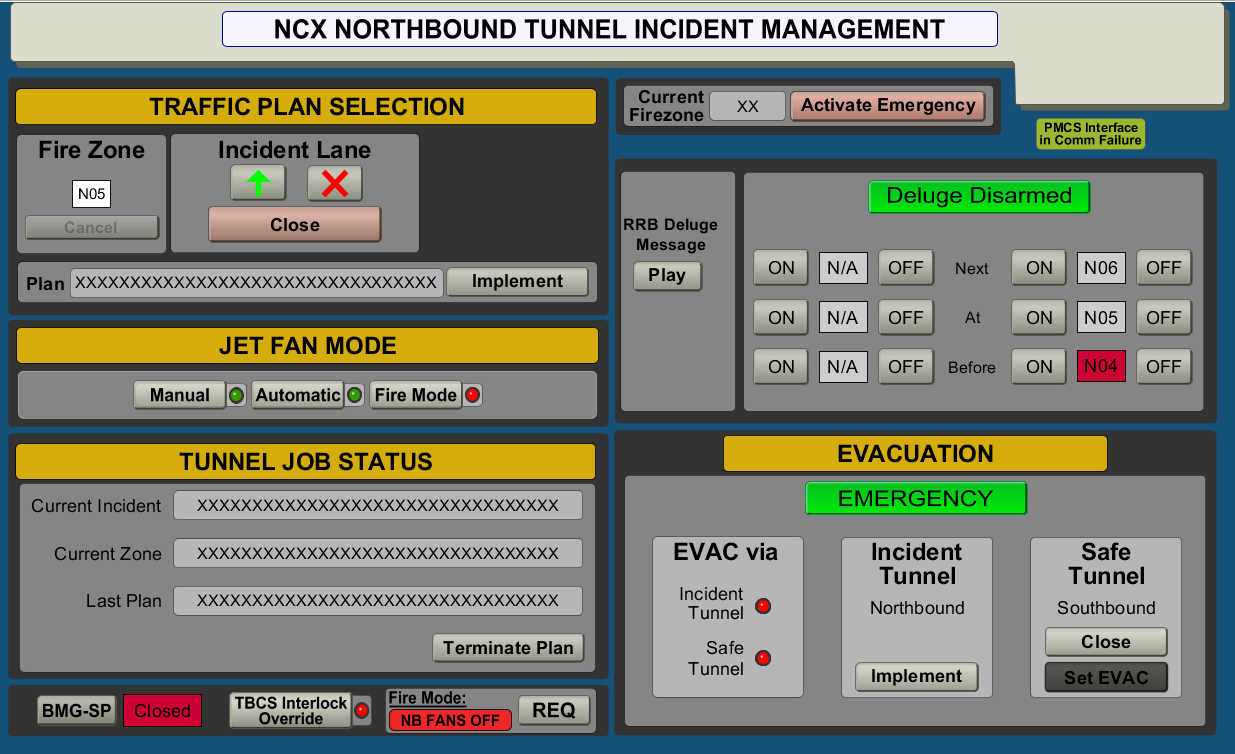 NCX NORTHBOUND TUNNEL INCIDENT MANAGEMENT
TRAFFIC PLAN SELECTION
Fire Zone
N05
Cancel
Incident Lane
Close
Plan XXXXXXXXXXXXXXXXXXXXXXXXXXXXXXXXX Implement
JET FAN MODE
Manual Automatic Fire Mode
TUNNEL JOB STATUS
Current Incident XXXXXXXXXXXXXXXXXXXXXXXXXXXXXXXXX
Current Zone XXXXXXXXXXXXXXXXXXXXXXXXXXXXXXXXX
Last Plan XXXXXXXXXXXXXXXXXXXXXXXXXXXXXXXXX
Terminate Plan
BMG-SP Closed
TBCS Interlock
Override
Fire Mode:
NB FANS OFF
REQ
Current
Firezone
XX
Activate Emergency
PMCS Interface
in Comm Failure
RRB Deluge
Message
Play
Deluge Disarmed
ON N/A OFF Next ON N06 OFF
ON N/A OFF At ON N05 OFF
ON N/A OFF Before ON N04 OFF
EVACUATION
EMERGENCY
EVAC via
Incident
Tunnel
Safe
Tunnel
Incident
Tunnel
Northbound
Implement
Safe
Tunnel
Southbound
Close
Set EVAC